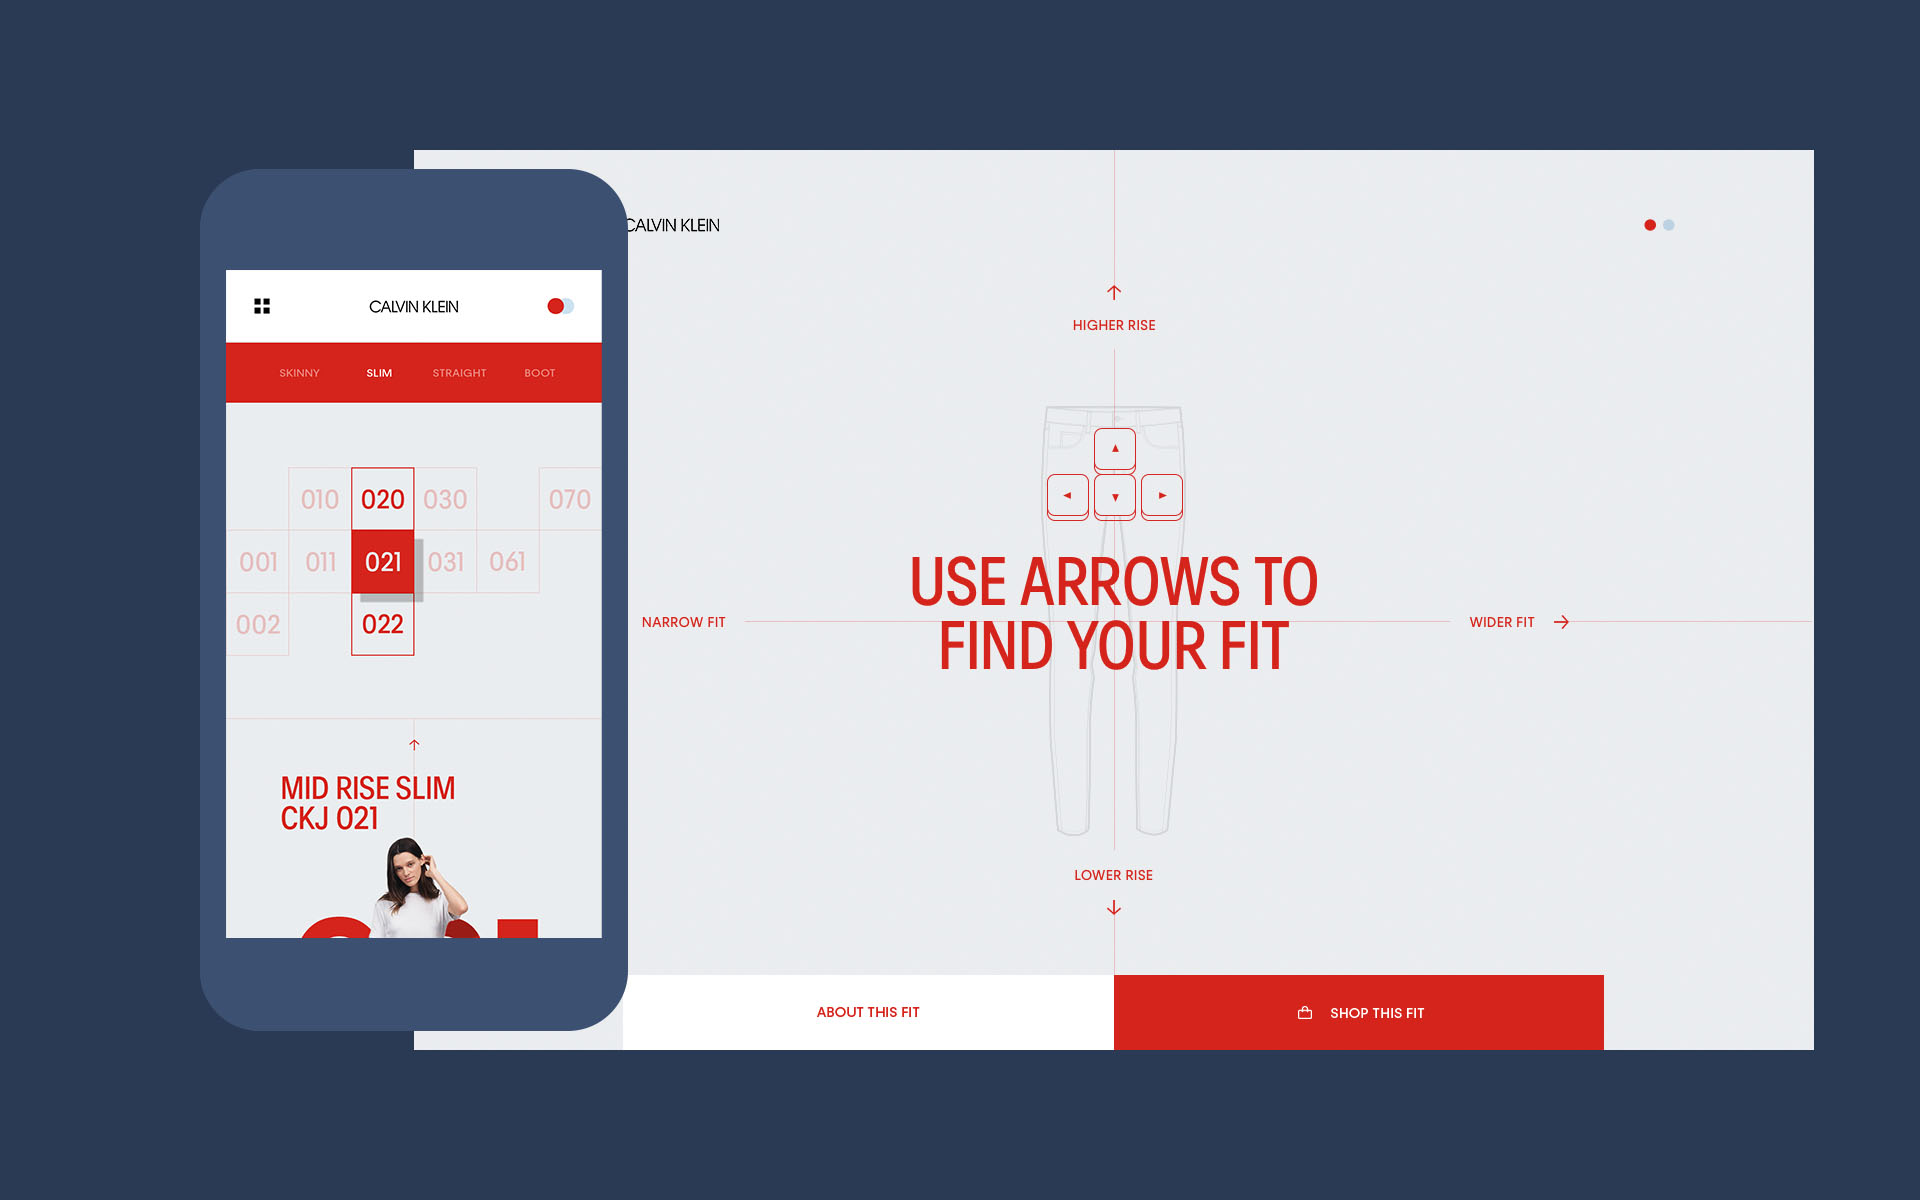 CALVIN KLEIN
SKINNY SLIM STRAIGHT BOOT
010 020 030 070
001 011 021 031 061
002 022
MID RISE SLIM
CKJ 021
CALVIN KLEIN
HIGHER RISE
USE ARROWS TO
FIND YOUR FIT
NARROW FIT
WIDER FIT
LOWER RISE
ABOUT THIS FIT
SHOP THIS FIT